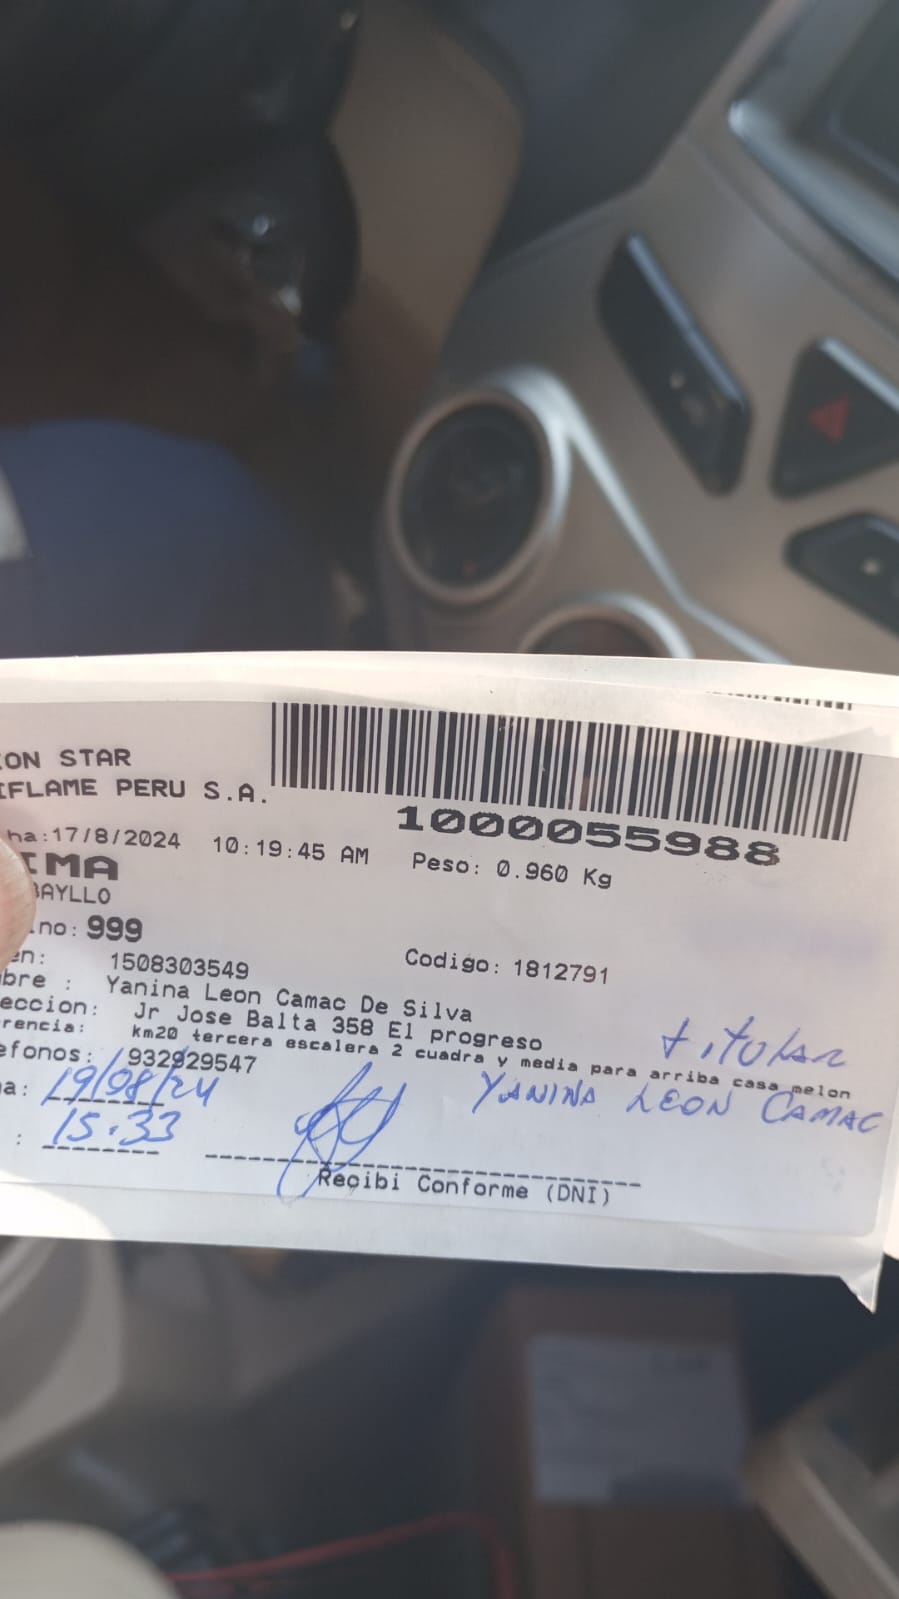 ON STAR
FLAME PERU S.A.
1000055988
ha:17/8/2024 10:19:45 AM Peso: 0.960 Kg
IMA
BAYLLO
no: 999
en: 1508303549 Codigo: 1812791
bre : Yanina Leon Camac De Silva
eccion: Jr Jose Balta 358 El progreso
rencia: km20 tercera escalera 2 cuadra y media para arriba casa melon
efonos: 932929547
titular
a: 19/08/24
Yanina Leon Camac
: 15:33
Recibi Conforme (DNI)